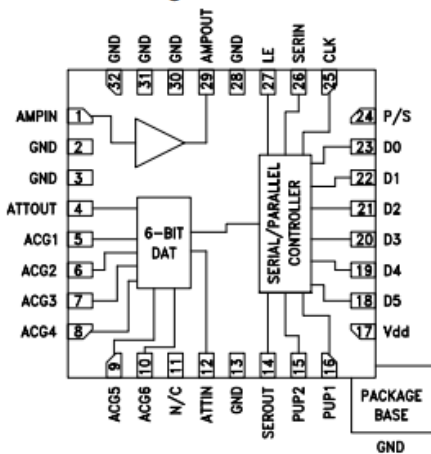 GND
GND
GND
AMPOUT
GND
LE
SERIN
CLK
32
31
30
29
28
27
26
25
AMPIN 1
GND 2
GND 3
ATTOUT 4
ACG1 5
ACG2 6
ACG3 7
ACG4 8
6-BIT
DAT
SERIAL/PARALLEL
CONTROLLER
24 P/S
23 D0
22 D1
21 D2
20 D3
19 D4
18 D5
17 Vdd
9
10
11
12
13
14
15
16
ACG5
ACG6
N/C
ATTIN
GND
SEROUT
PUP2
PUP1
PACKAGE
BASE
GND